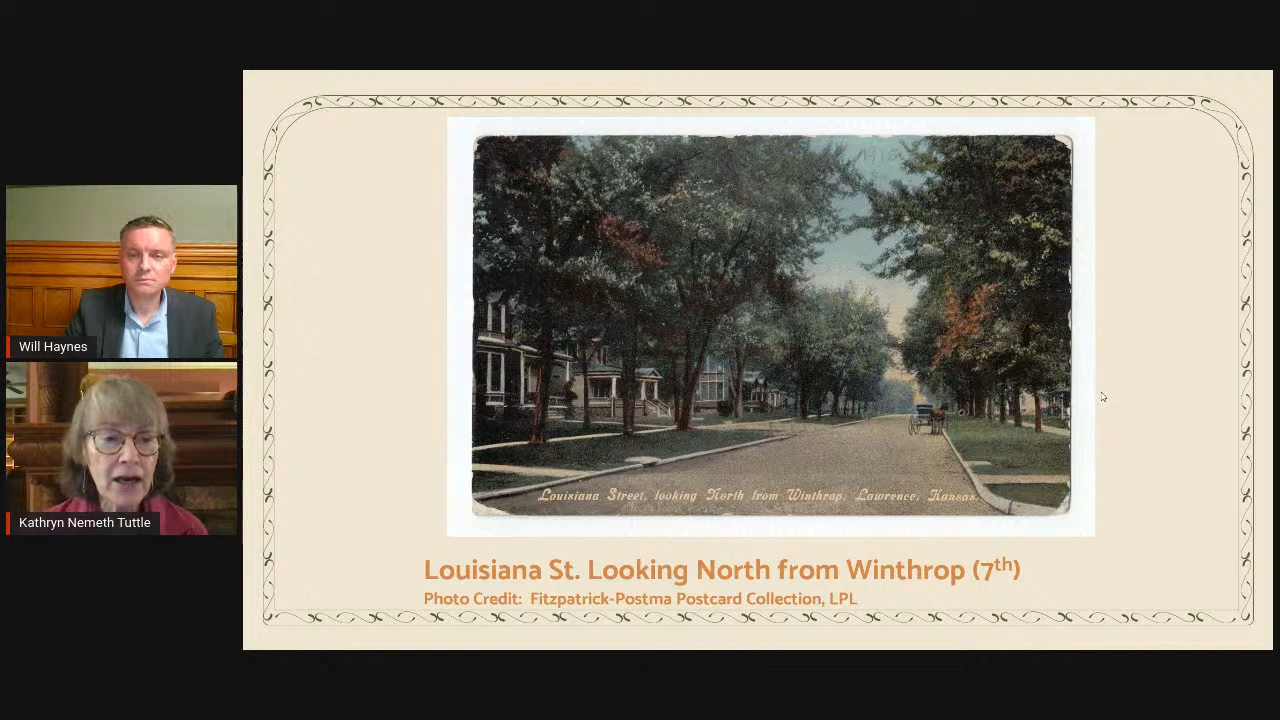 Will Haynes
Kathryn Nemeth Tuttle
Louisiana Street, looking North from Winthrop, Lawrence, Kansas.
Louisiana St. Looking North from Winthrop (7th)
Photo Credit: Fitzpatrick-Postma Postcard Collection, LPL